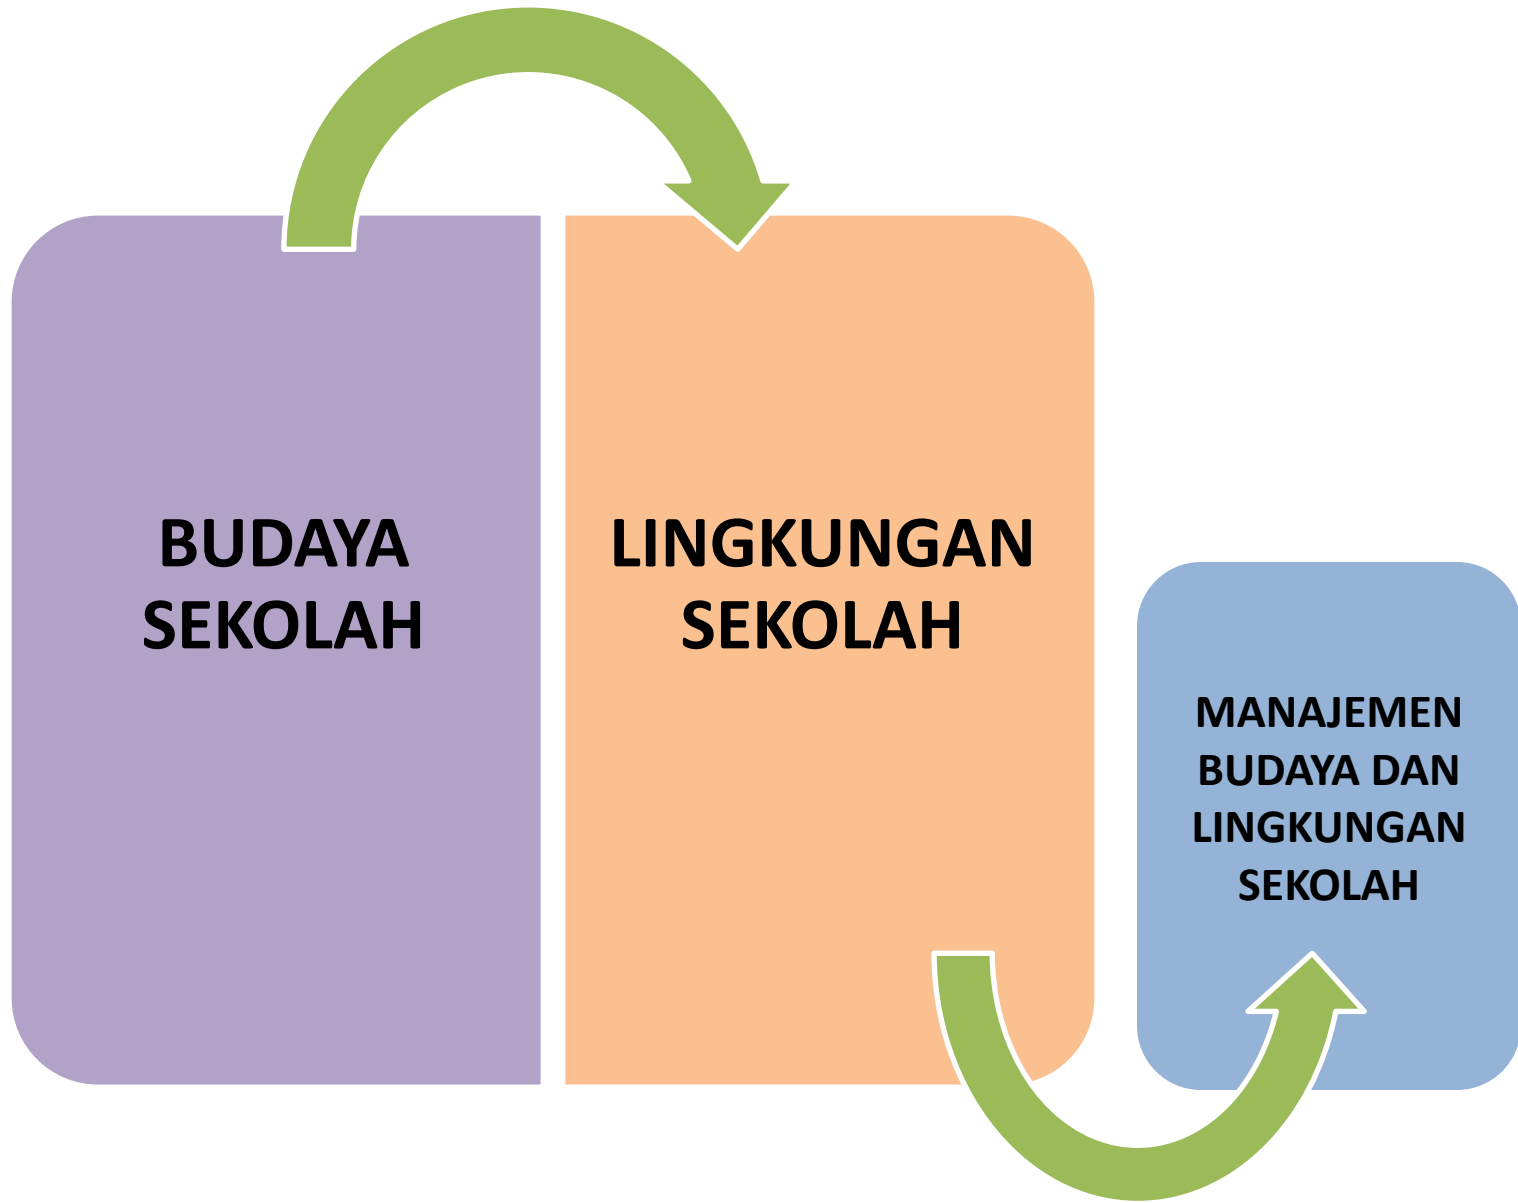 BUDAYA
SEKOLAH
LINGKUNGAN
SEKOLAH
MANAJEMEN
BUDAYA DAN
LINGKUNGAN
SEKOLAH